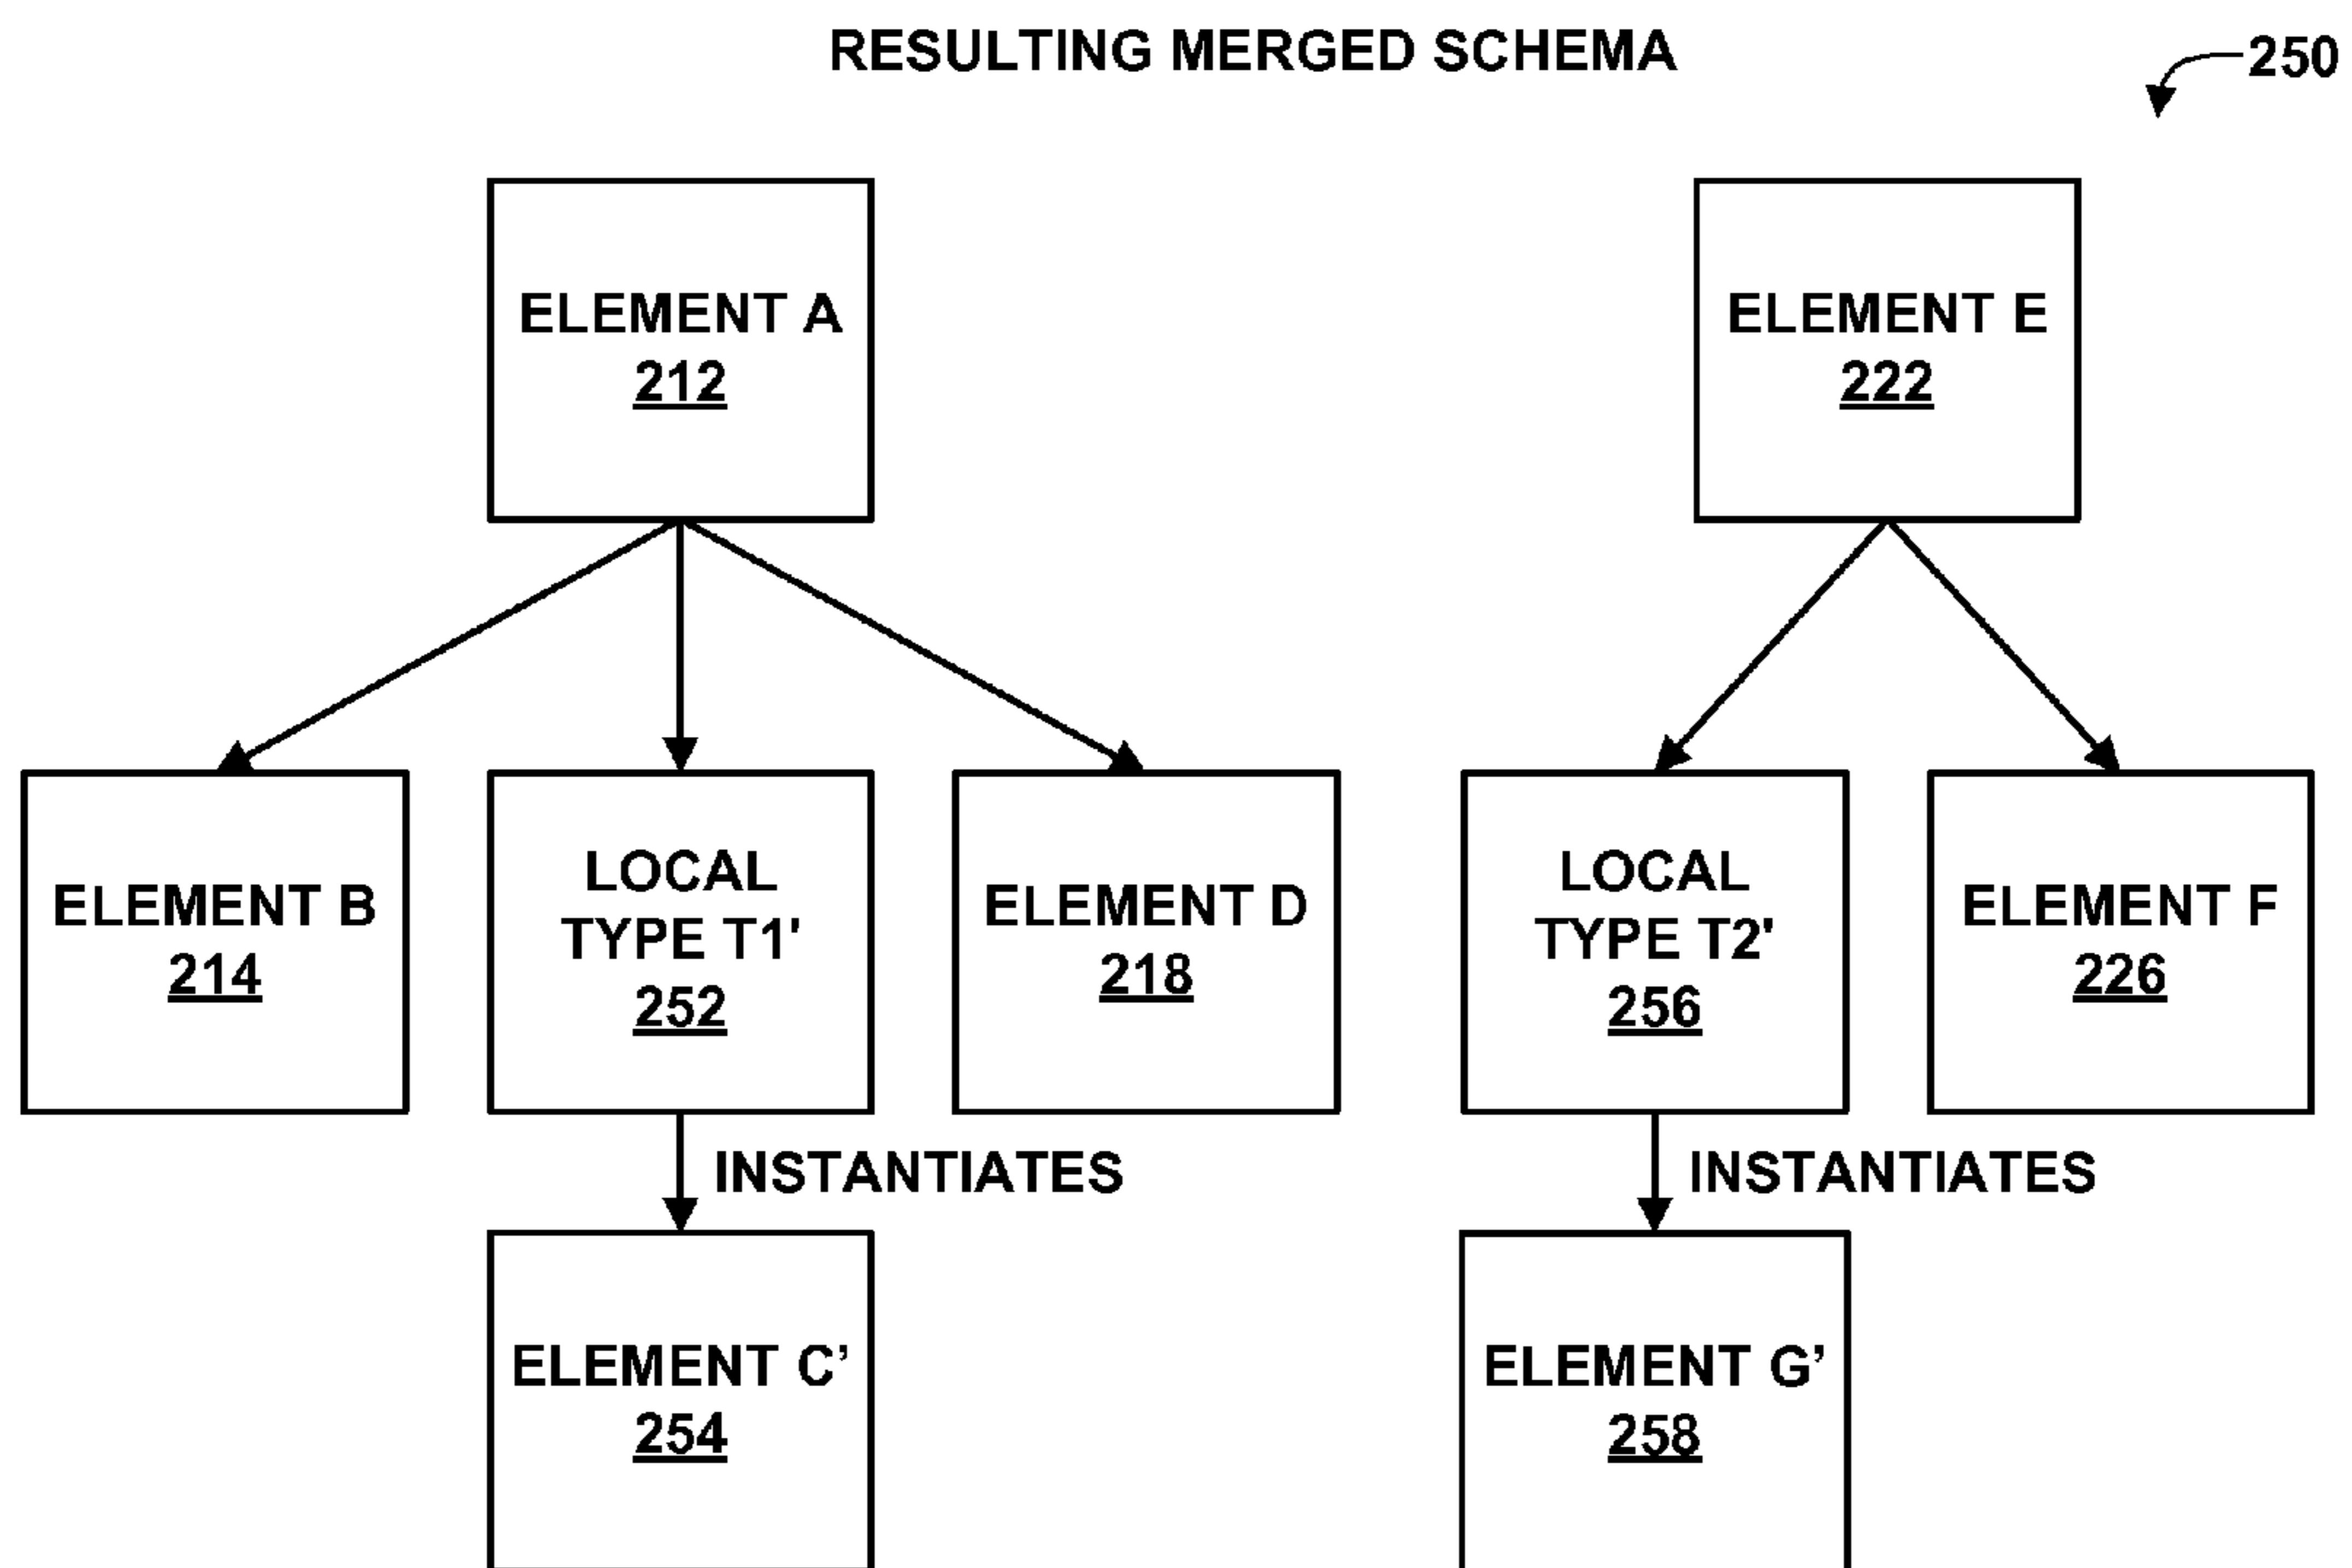 RESULTING MERGED SCHEMA
250
ELEMENT A
212
ELEMENT E
222
ELEMENT B
214
LOCAL
TYPE T1'
252
ELEMENT D
218
LOCAL
TYPE T2'
256
ELEMENT F
226
INSTANTIATES
INSTANTIATES
ELEMENT C’
254
ELEMENT G’
258